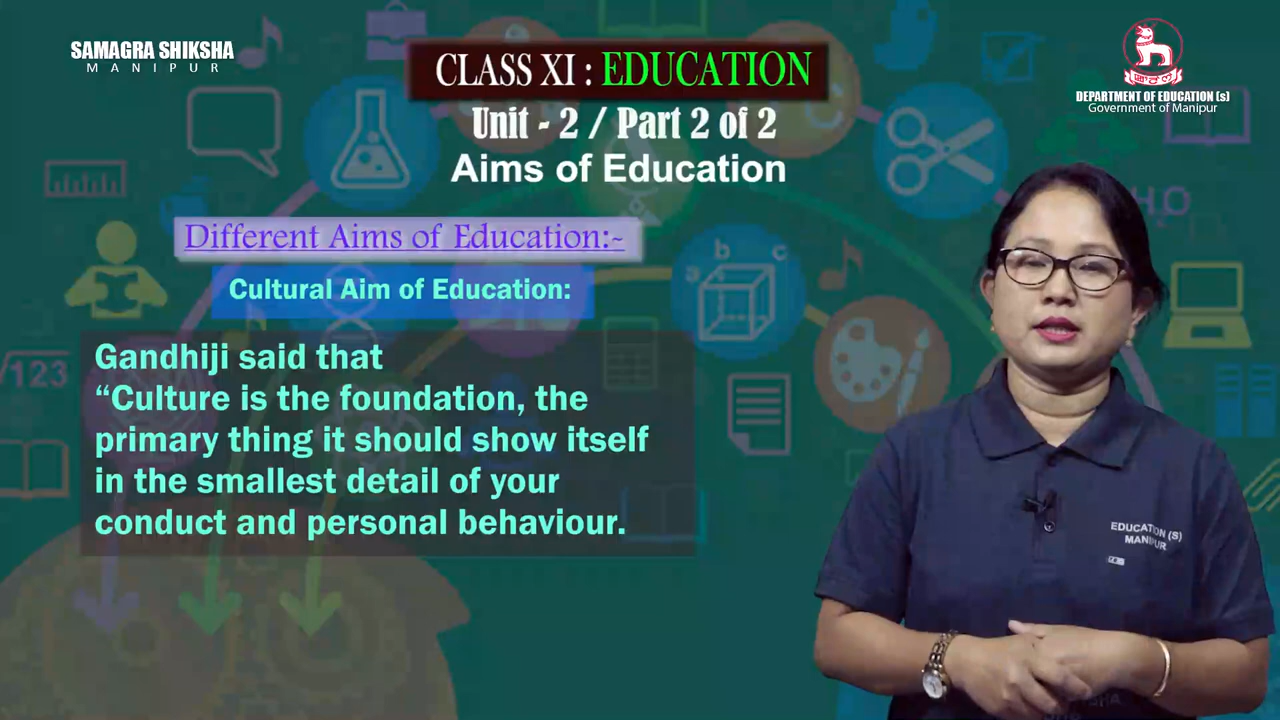 SAMAGRA SHIKSHA
MANIPUR
CLASS XI : EDUCATION
Unit - 2 / Part 2 of 2
Aims of Education
DEPARTMENT OF EDUCATION (S)
Government of Manipur
Different Aims of Education:-
Cultural Aim of Education:
Gandhiji said that
“Culture is the foundation, the
primary thing it should show itself
in the smallest detail of your
conduct and personal behaviour.
a b c
√123
H₂O
EDUCATION (S)
MANIPUR